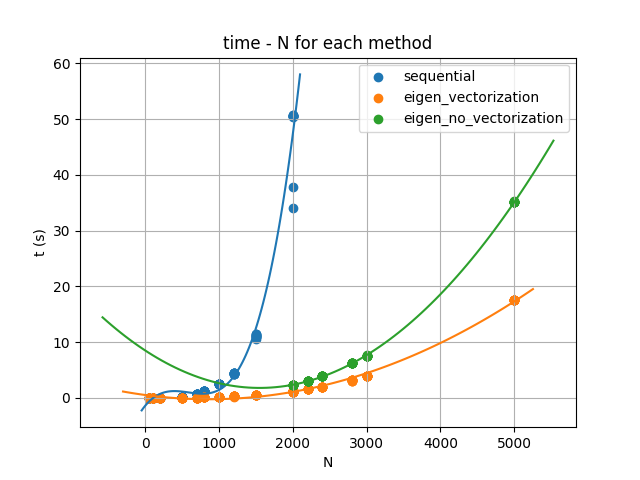 time - N for each method
60
50
40
30
20
10
0
t (s)
sequential
eigen_vectorization
eigen_no_vectorization
0 1000 2000 3000 4000 5000
N